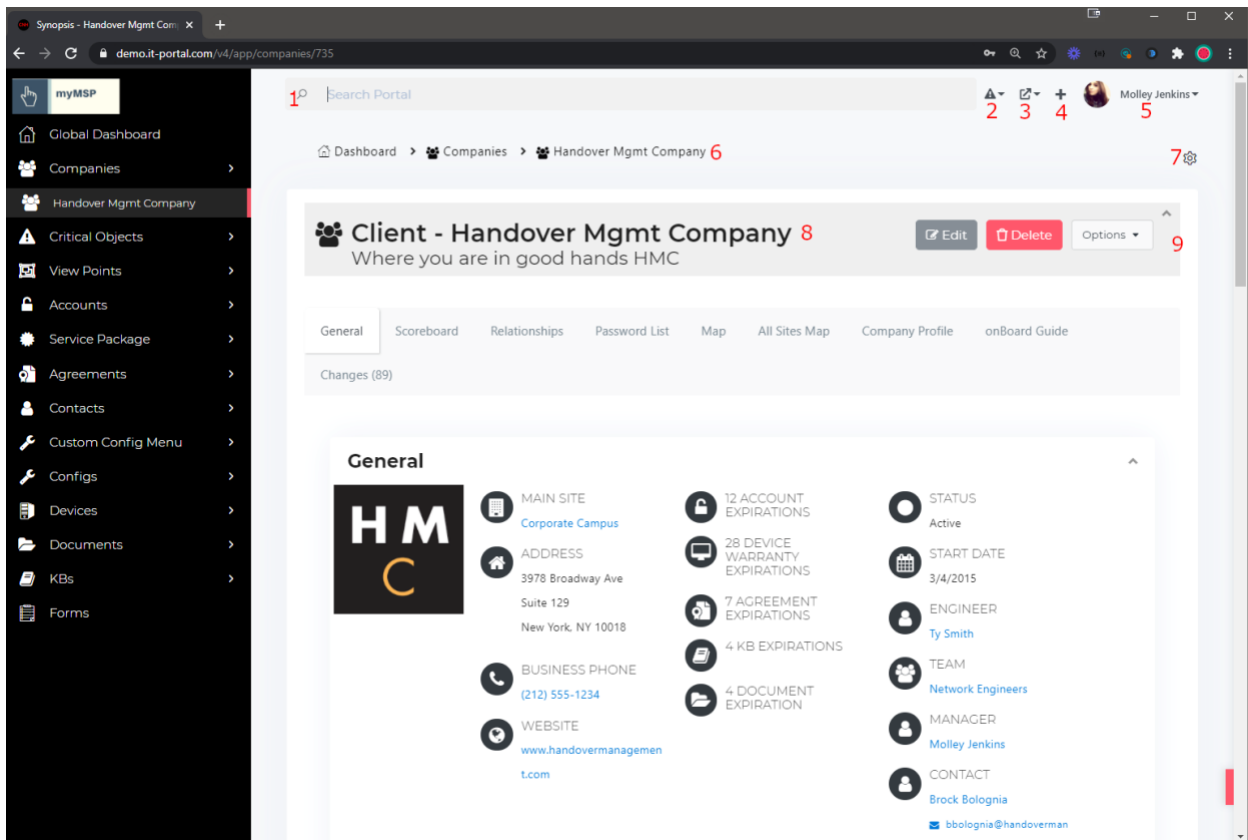 Synopsis - Handover Mgmt Com
demo.it-portal.com/v4/app/companies/735
myMSP
Global Dashboard
Companies
Handover Mgmt Company
Critical Objects
View Points
Accounts
Service Package
Agreements
Contacts
Custom Config Menu
Configs
Devices
Documents
KBs
Forms
1 Search Portal
Molley Jenkins
2 3 4 5
Dashboard > Companies > Handover Mgmt Company 6
7
Client - Handover Mgmt Company 8
Where you are in good hands HMC
Edit Delete Options
9
General Scoreboard Relationships Password List Map All Sites Map Company Profile onBoard Guide
Changes (89)
General
HM
C
MAIN SITE
Corporate Campus
ADDRESS
3978 Broadway Ave
Suite 129
New York, NY 10018
BUSINESS PHONE
(212) 555-1234
WEBSITE
www.handovermanagemen
t.com
12 ACCOUNT
EXPIRATIONS
28 DEVICE
WARRANTY
EXPIRATIONS
7 AGREEMENT
EXPIRATIONS
4 KB EXPIRATIONS
4 DOCUMENT
EXPIRATION
STATUS
Active
START DATE
3/4/2015
ENGINEER
Ty Smith
TEAM
Network Engineers
MANAGER
Molley Jenkins
CONTACT
Brock Bolognia
bbolognia@handoverman